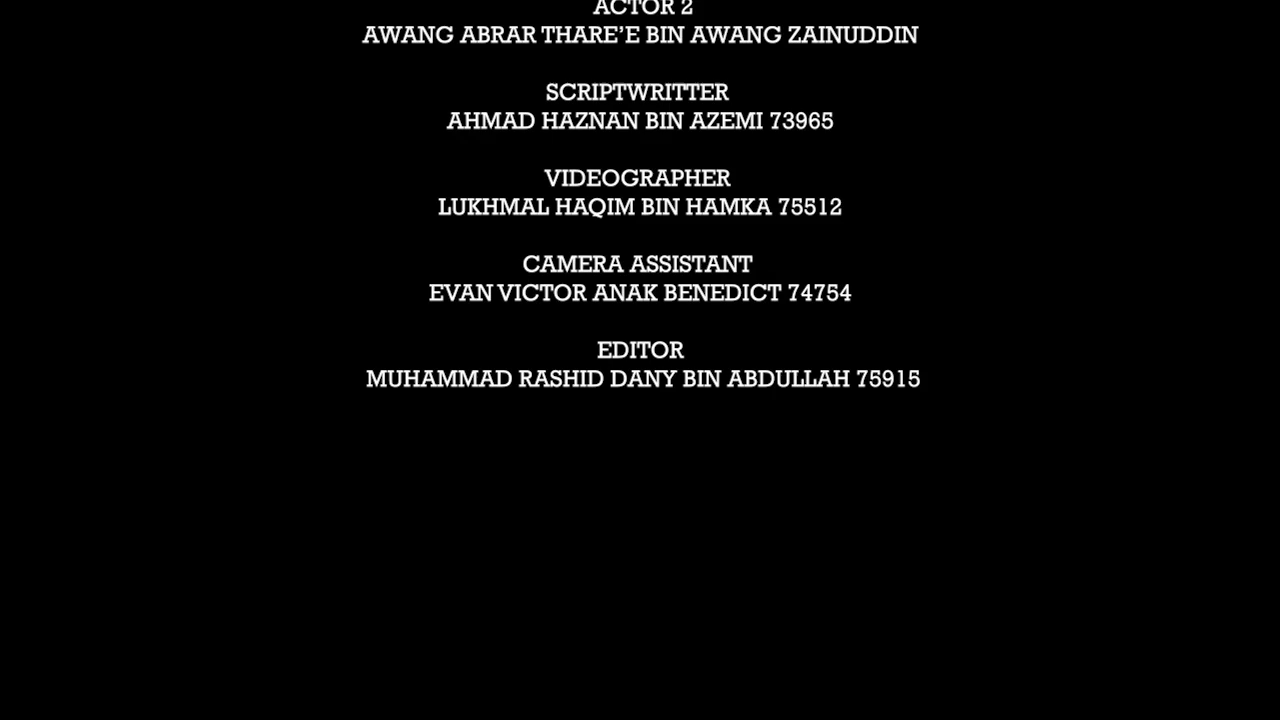 ACTOR 2
AWANG ABRAR THARE’E BIN AWANG ZAINUDDIN
SCRIPTWRITTER
AHMAD HAZNAN BIN AZEMI 73965
VIDEOGRAPHER
LUKHMAL HAQIM BIN HAMKA 75512
CAMERA ASSISTANT
EVAN VICTOR ANAK BENEDICT 74754
EDITOR
MUHAMMAD RASHID DANY BIN ABDULLAH 75915